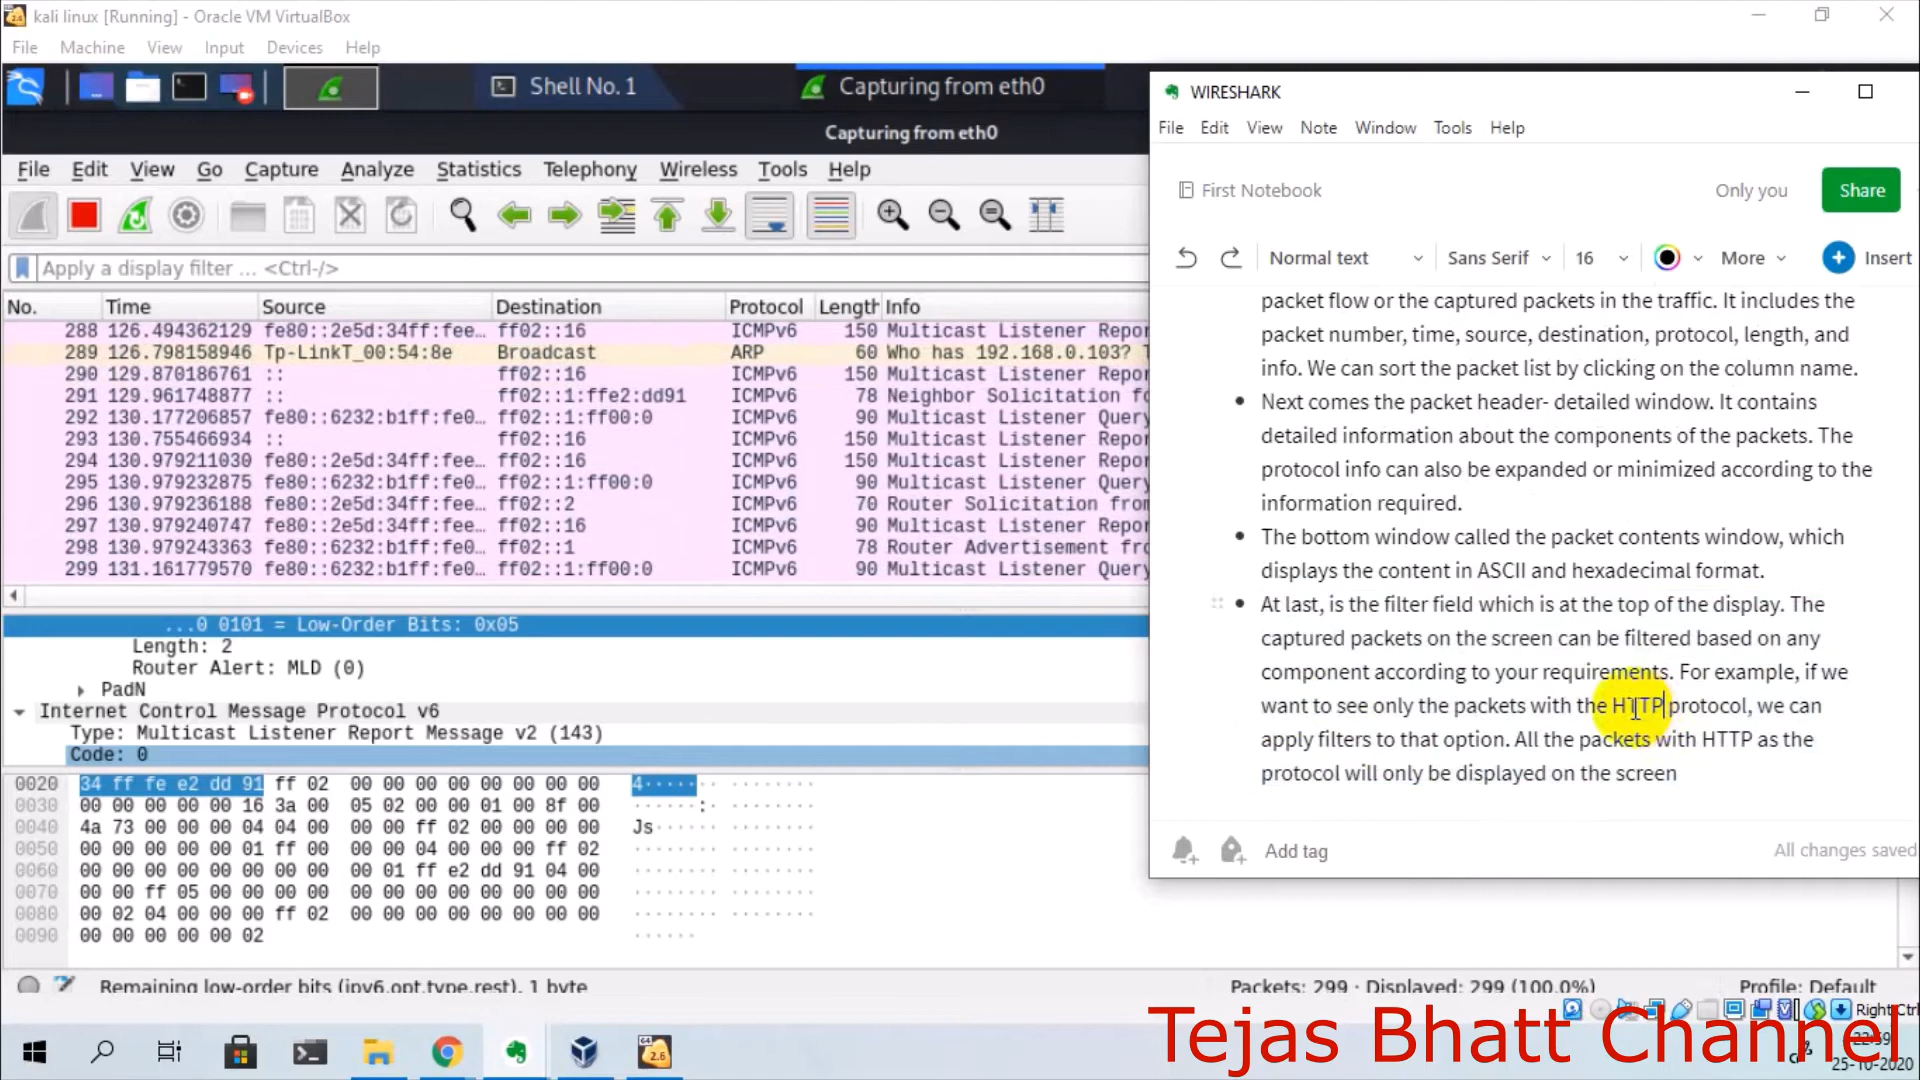 kali linux [Running] - Oracle VM VirtualBox
File Machine View Input Devices Help
Shell No. 1
Capturing from eth0
Capturing from eth0
File Edit View Go Capture Analyze Statistics Telephony Wireless Tools Help
Apply a display filter ... <Ctrl-/>
No. Time Source Destination Protocol Length Info
288 126.494362129 fe80::2e5d:34ff:fee… ff02::16 ICMPv6 150 Multicast Listener Repor
289 126.798158946 Tp-LinkT_00:54:8e Broadcast ARP 60 Who has 192.168.0.103? T
290 129.870186761 :: ff02::16 ICMPv6 150 Multicast Listener Repor
291 129.961748877 :: ff02::1:ffe2:dd91 ICMPv6 78 Neighbor Solicitation fo
292 130.177206857 fe80::6232:b1ff:fe0… ff02::1:ff00:0 ICMPv6 90 Multicast Listener Query
293 130.755466934 :: ff02::16 ICMPv6 150 Multicast Listener Repor
294 130.979211030 fe80::2e5d:34ff:fee… ff02::16 ICMPv6 150 Multicast Listener Repor
295 130.979232875 fe80::6232:b1ff:fe0… ff02::1:ff00:0 ICMPv6 90 Multicast Listener Query
296 130.979236188 fe80::2e5d:34ff:fee… ff02::2 ICMPv6 70 Router Solicitation from
297 130.979240747 fe80::2e5d:34ff:fee… ff02::16 ICMPv6 90 Multicast Listener Repor
298 130.979243363 fe80::6232:b1ff:fe0… ff02::1 ICMPv6 78 Router Advertisement fro
299 131.161779570 fe80::6232:b1ff:fe0… ff02::1:ff00:0 ICMPv6 90 Multicast Listener Query
...0 0101 = Low-Order Bits: 0x05
Length: 2
Router Alert: MLD (0)
PadN
Internet Control Message Protocol v6
Type: Multicast Listener Report Message v2 (143)
Code: 0
0020 34 ff fe e2 dd 91 ff 02 00 00 00 00 00 00 00 00 4·····
0030 00 00 00 00 00 16 3a 00 05 02 00 00 01 00 8f 00 ······:·
0040 4a 73 00 00 00 04 04 00 00 00 ff 02 00 00 00 00 Js······
0050 00 00 00 00 00 01 ff 00 00 04 00 00 00 ff 02
0060 00 00 00 00 00 00 00 00 01 ff e2 dd 91 04 00
0070 00 00 ff 05 00 00 00 00 00 00 00 00 00 00 00 00
0080 00 02 04 00 00 00 ff 02 00 00 00 00 00 00 00 00
0090 00 00 00 00 00 02
Remaining low-order bits (ipv6.opt.type.rest), 1 byte
Packets: 299 · Displayed: 299 (100.0%)
Profile: Default
WIRESHARK
File Edit View Note Window Tools Help
First Notebook
Only you
Share
Normal text Sans Serif 16 More Insert
packet flow or the captured packets in the traffic. It includes the
packet number, time, source, destination, protocol, length, and
info. We can sort the packet list by clicking on the column name.
• Next comes the packet header- detailed window. It contains
detailed information about the components of the packets. The
protocol info can also be expanded or minimized according to the
information required.
• The bottom window called the packet contents window, which
displays the content in ASCII and hexadecimal format.
• At last, is the filter field which is at the top of the display. The
captured packets on the screen can be filtered based on any
component according to your requirements. For example, if we
want to see only the packets with the HTTP protocol, we can
apply filters to that option. All the packets with HTTP as the
protocol will only be displayed on the screen
Add tag
All changes saved
Right Ctrl
Tejas Bhatt Channel
22:59
25-10-2020